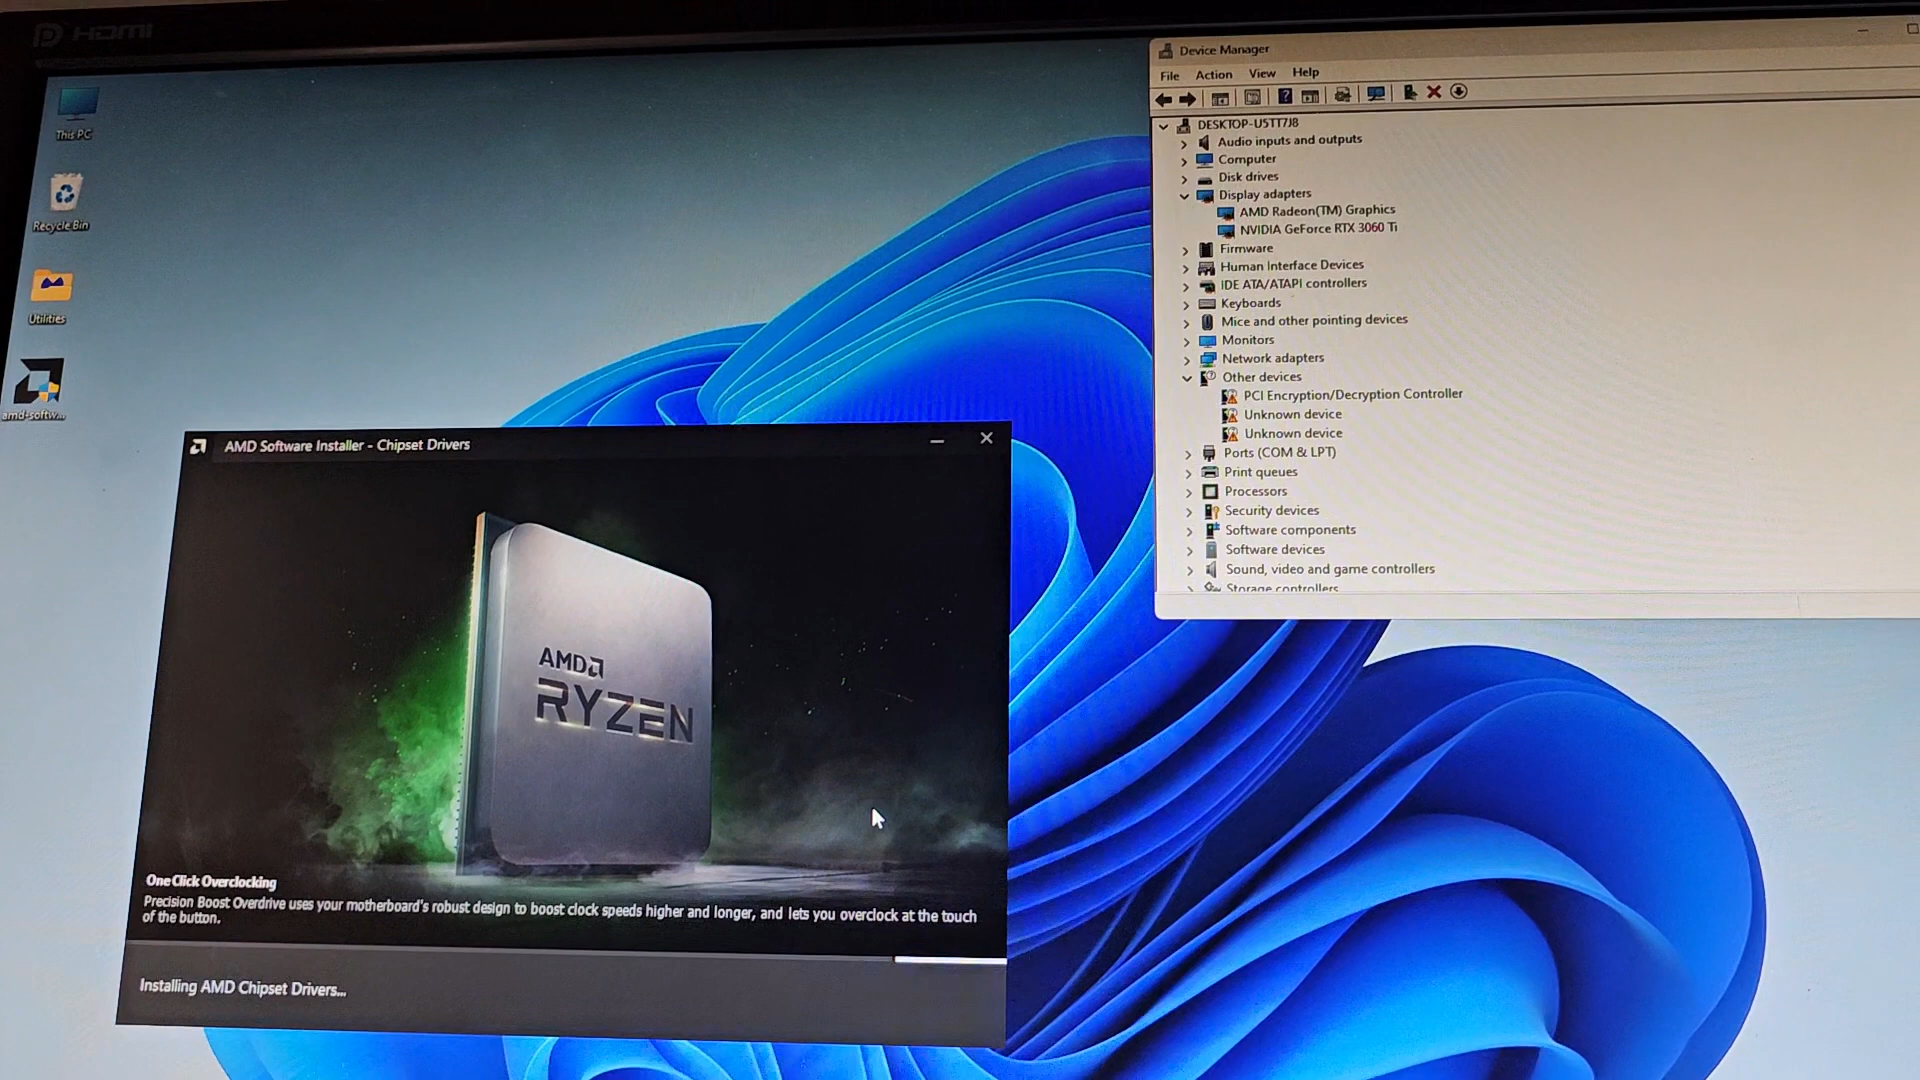 HDMI
This PC
Recycle Bin
Utilities
amd-softw...
Device Manager
File Action View Help
DESKTOP-U5TT7J8
Audio inputs and outputs
Computer
Disk drives
Display adapters
AMD Radeon(TM) Graphics
NVIDIA GeForce RTX 3060 Ti
Firmware
Human Interface Devices
IDE ATA/ATAPI controllers
Keyboards
Mice and other pointing devices
Monitors
Network adapters
Other devices
PCI Encryption/Decryption Controller
Unknown device
Unknown device
Ports (COM & LPT)
Print queues
Processors
Security devices
Software components
Software devices
Sound, video and game controllers
Storage controllers
AMD Software Installer - Chipset Drivers
AMD
RYZEN
One Click Overclocking
Precision Boost Overdrive uses your motherboard's robust design to boost clock speeds higher and longer, and lets you overclock at the touch
of the button.
Installing AMD Chipset Drivers...